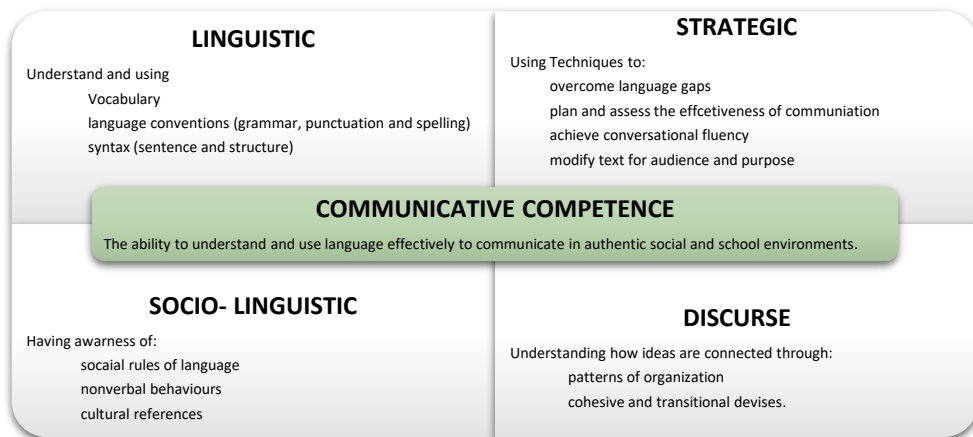 LINGUISTIC
Understand and using
Vocabulary
language conventions (grammar, punctuation and spelling)
syntax (sentence and structure)
STRATEGIC
Using Techniques to:
overcome language gaps
plan and assess the effcetiveness of communiation
achieve conversational fluency
modify text for audience and purpose
COMMUNICATIVE COMPETENCE
The ability to understand and use language effectively to communicate in authentic social and school environments.
SOCIO- LINGUISTIC
Having awarness of:
socaial rules of language
nonverbal behaviours
cultural references
DISCURSE
Understanding how ideas are connected through:
patterns of organization
cohesive and transitional devises.